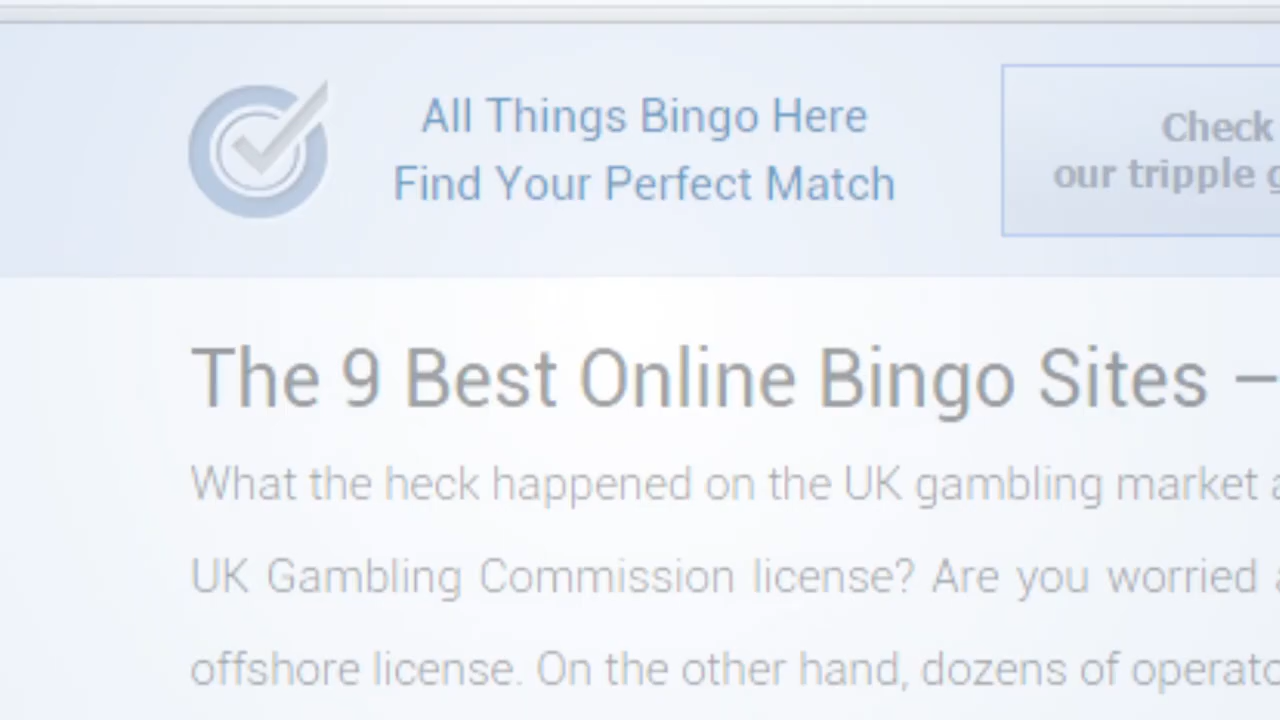 All Things Bingo Here
Find Your Perfect Match
Check
our tripple
The 9 Best Online Bingo Sites –
What the heck happened on the UK gambling market
UK Gambling Commission license? Are you worried
offshore license. On the other hand, dozens of